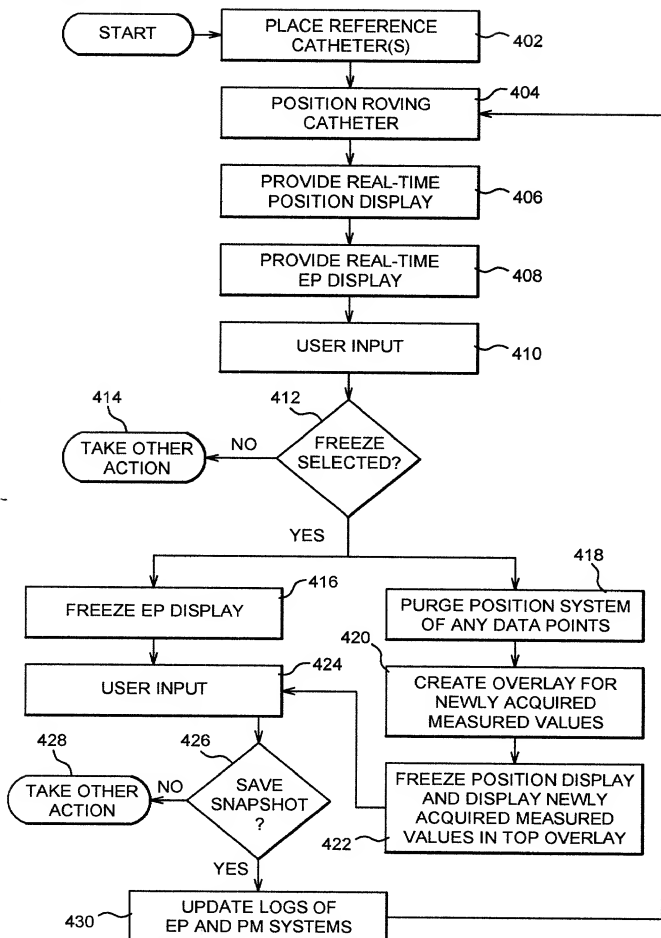 START
PLACE REFERENCE
CATHETER(S)
402
POSITION ROVING
CATHETER
404
PROVIDE REAL-TIME
POSITION DISPLAY
406
PROVIDE REAL-TIME
EP DISPLAY
408
USER INPUT
410
412
FREEZE
SELECTED?
NO
414
TAKE OTHER
ACTION
YES
416
FREEZE EP DISPLAY
418
PURGE POSITION SYSTEM
OF ANY DATA POINTS
420
CREATE OVERLAY FOR
NEWLY ACQUIRED
MEASURED VALUES
FREEZE POSITION DISPLAY
AND DISPLAY NEWLY
ACQUIRED MEASURED
VALUES IN TOP OVERLAY
422
424
USER INPUT
426
SAVE
SNAPSHOT
?
NO
428
TAKE OTHER
ACTION
YES
430
UPDATE LOGS OF
EP AND PM SYSTEMS